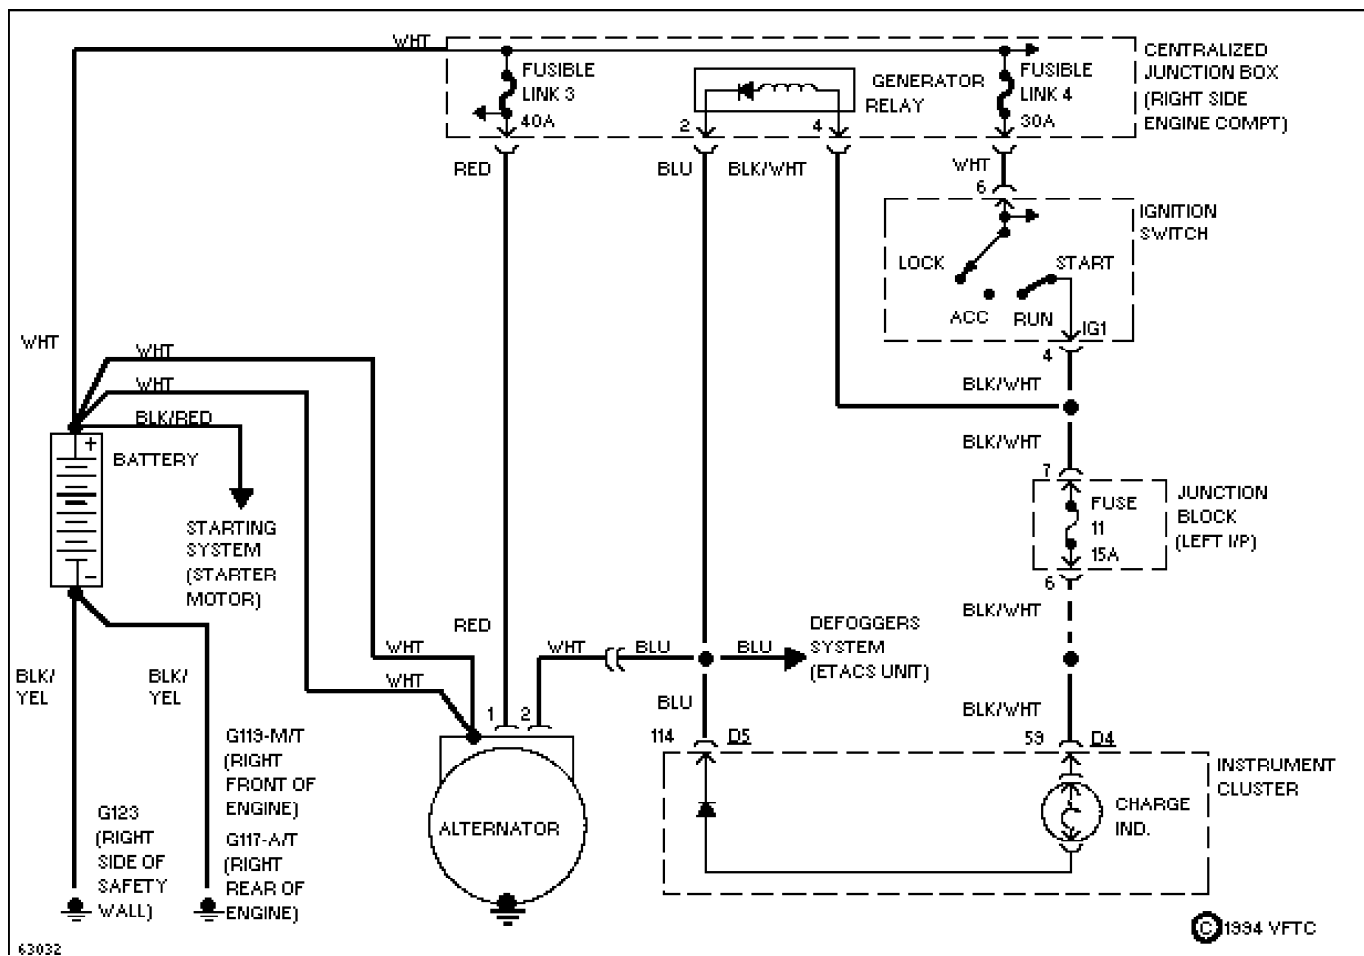 WHT
FUSIBLE
LINK 3
40A
GENERATOR
RELAY
2
4
FUSIBLE
LINK 4
30A
CENTRALIZED
JUNCTION BOX
(RIGHT SIDE
ENGINE COMPT)
RED
BLU
BLK/WHT
WHT
6
IGNITION
SWITCH
LOCK
START
ACC
RUN
IG1
4
WHT
WHT
WHT
BLK/RED
BLK/WHT
BLK/WHT
+
BATTERY
−
7
FUSE
11
15A
6
JUNCTION
BLOCK
(LEFT I/P)
STARTING
SYSTEM
(STARTER
MOTOR)
BLK/WHT
RED
WHT
WHT
WHT
BLU
BLU
DEFOGGERS
SYSTEM
(ETACS UNIT)
BLK/
YEL
BLK/
YEL
BLU
BLK/WHT
1
2
114
D5
59
D4
G119-M/T
(RIGHT
FRONT OF
ENGINE)
G117-A/T
(RIGHT
REAR OF
ENGINE)
G123
(RIGHT
SIDE OF
SAFETY
WALL)
ALTERNATOR
INSTRUMENT
CLUSTER
CHARGE
IND.
© 1994 VFTC
63032